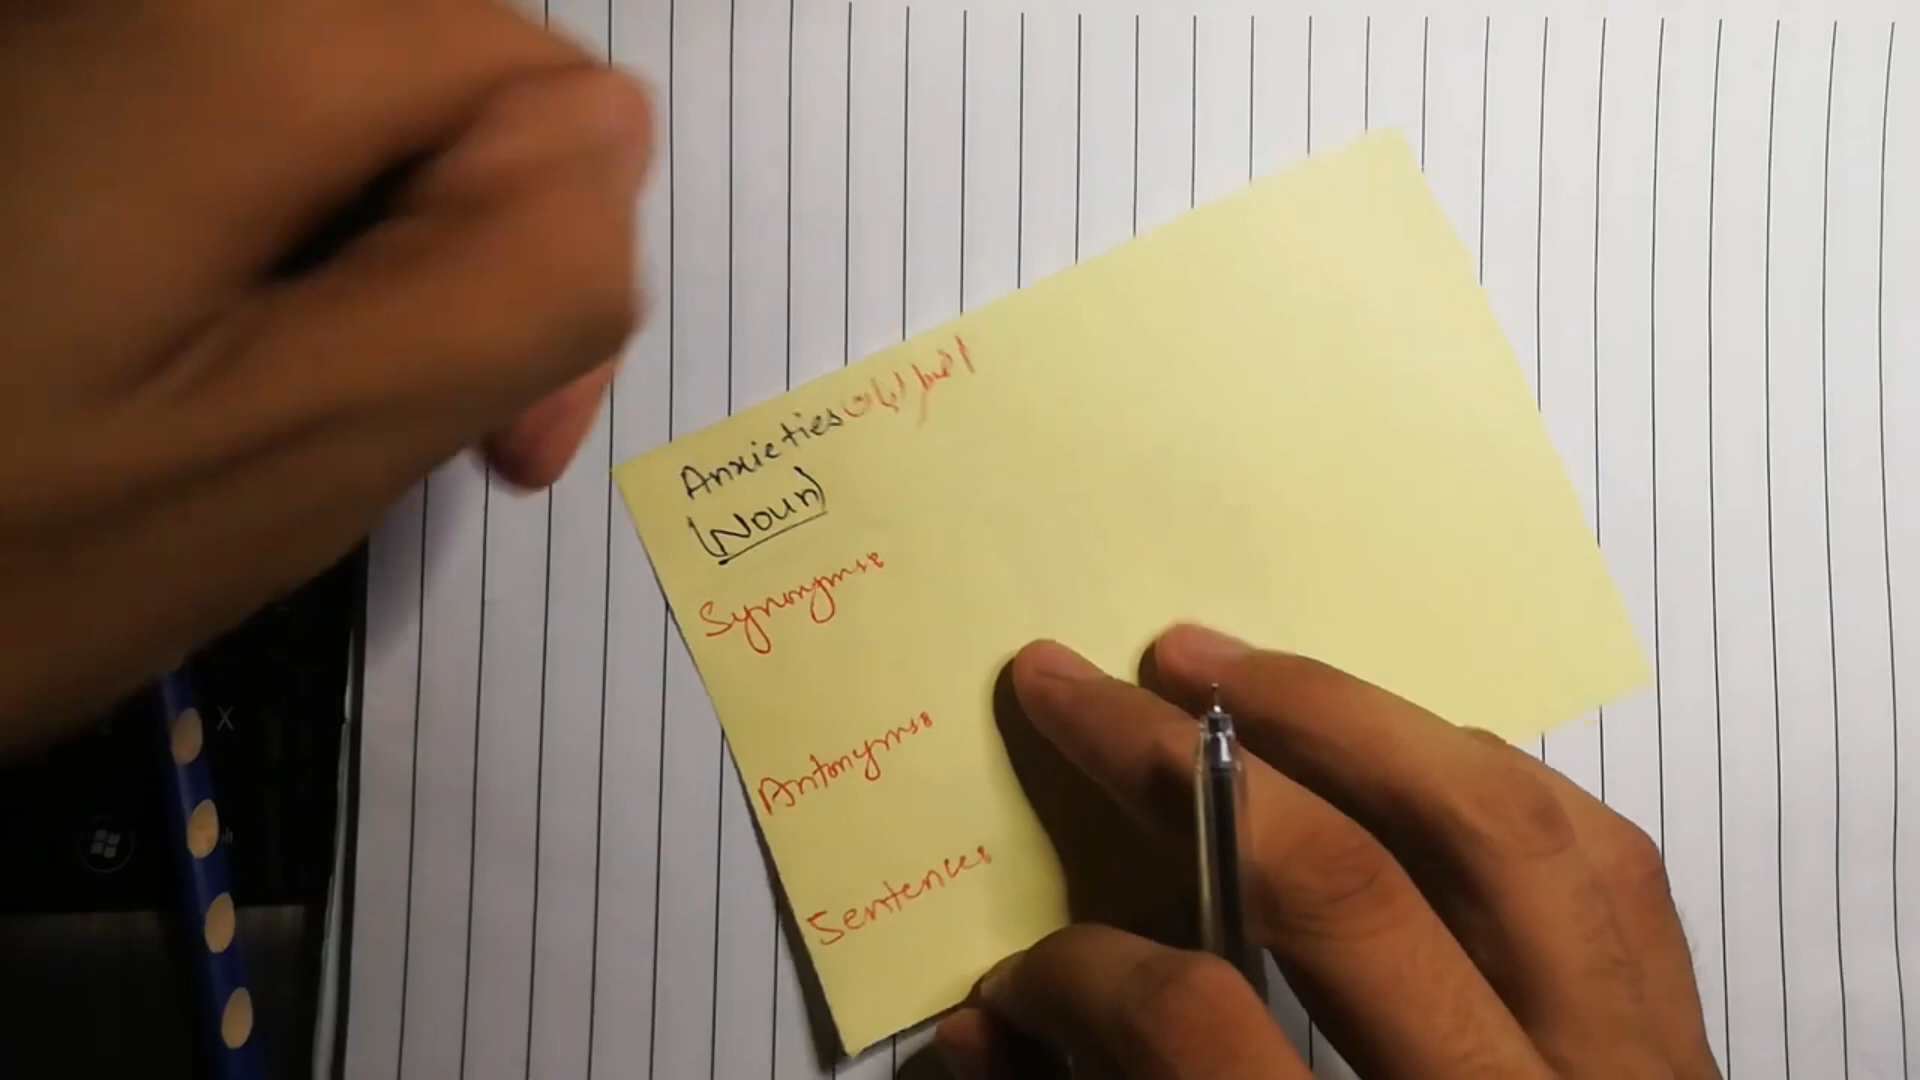 Anxieties
(Noun)
Synonyms:
Antonyms:
Sentences
X